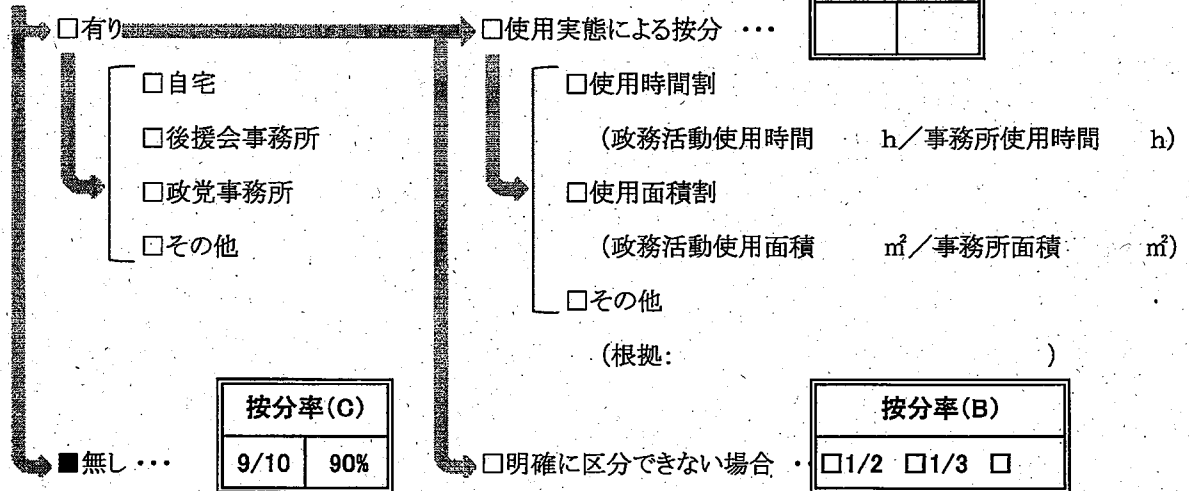 □有り
□自宅
□後援会事務所
□政党事務所
□その他
□使用実態による按分 ・・・
□使用時間割
(政務活動使用時間 h／事務所使用時間 h)
□使用面積割
(政務活動使用面積 ㎡／事務所面積 ㎡)
□その他
(根拠: )
按分率(C)
■無し ・・・ 9/10 90%
按分率(B)
□明確に区分できない場合 ・・ □1/2 □1/3 □